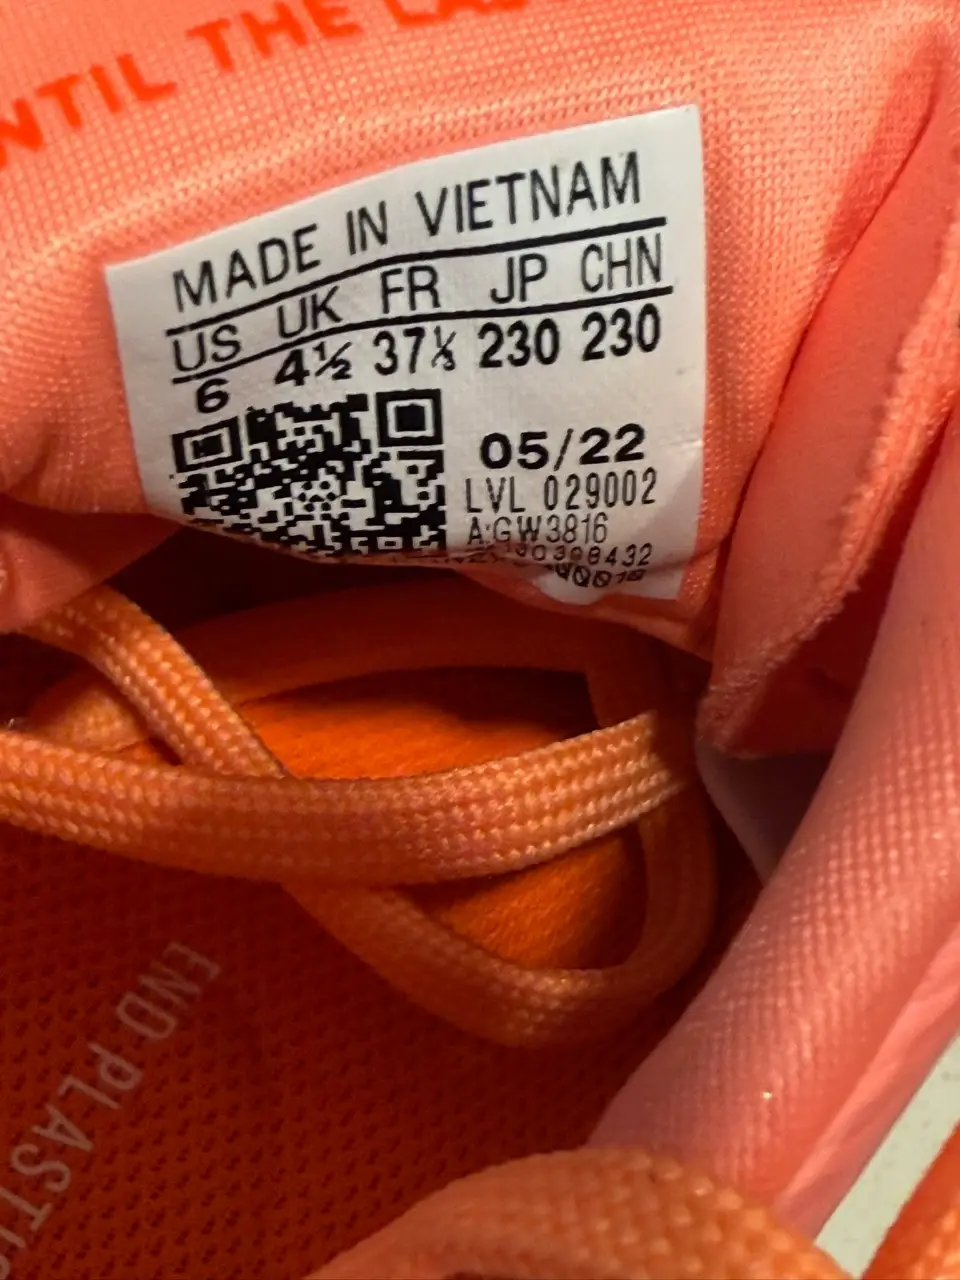 NTIL THE LA
MADE IN VIETNAM
US UK FR JP CHN
6 4½ 37⅓ 230 230
05/22
LVL 029002
A:GW3816
END PLAST